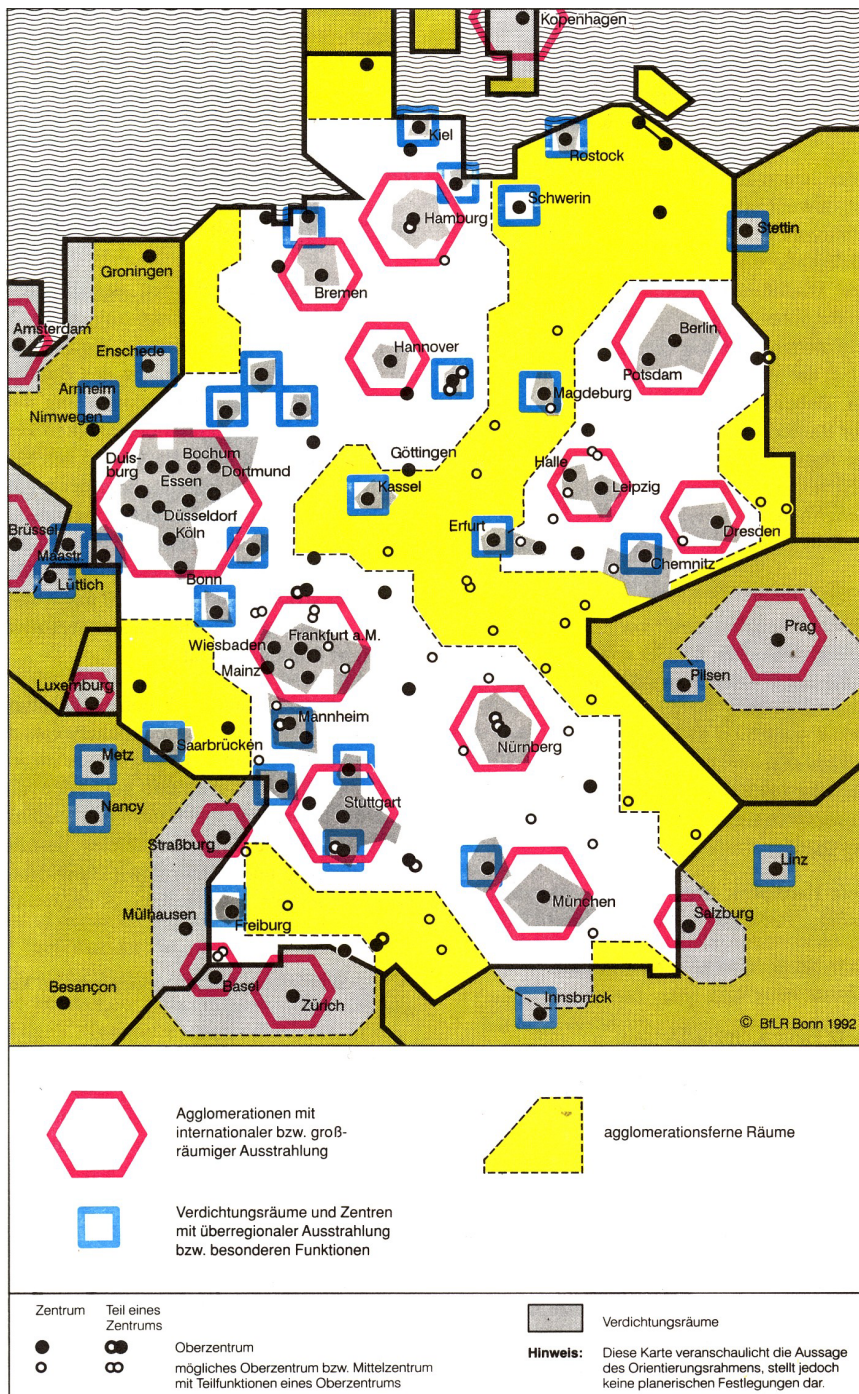 Kopenhagen
Kiel
Rostock
Hamburg
Schwerin
Stettin
Groningen
Bremen
Amsterdam
Berlin
Enschede
Hannover
Potsdam
Arnheim
Magdeburg
Nimwegen
Göttingen
Duis-
burg
Bochum
Dortmund
Essen
Halle
Kassel
Leipzig
Düsseldorf
Brüssel
Köln
Erfurt
Dresden
Maastr.
Chemnitz
Lüttich
Bonn
Wiesbaden
Frankfurt a.M.
Prag
Mainz
Luxemburg
Pilsen
Mannheim
Saarbrücken
Nürnberg
Metz
Nancy
Stuttgart
Straßburg
Linz
München
Mülhausen
Freiburg
Salzburg
Basel
Besançon
Zürich
Innsbruck
© BfLR Bonn 1992
Agglomerationen mit
internationaler bzw. groß-
räumiger Ausstrahlung
agglomerationsferne Räume
Verdichtungsräume und Zentren
mit überregionaler Ausstrahlung
bzw. besonderen Funktionen
Zentrum
Teil eines
Zentrums
Oberzentrum
mögliches Oberzentrum bzw. Mittelzentrum
mit Teilfunktionen eines Oberzentrums
Verdichtungsräume
Hinweis: Diese Karte veranschaulicht die Aussage
des Orientierungsrahmens, stellt jedoch
keine planerischen Festlegungen dar.